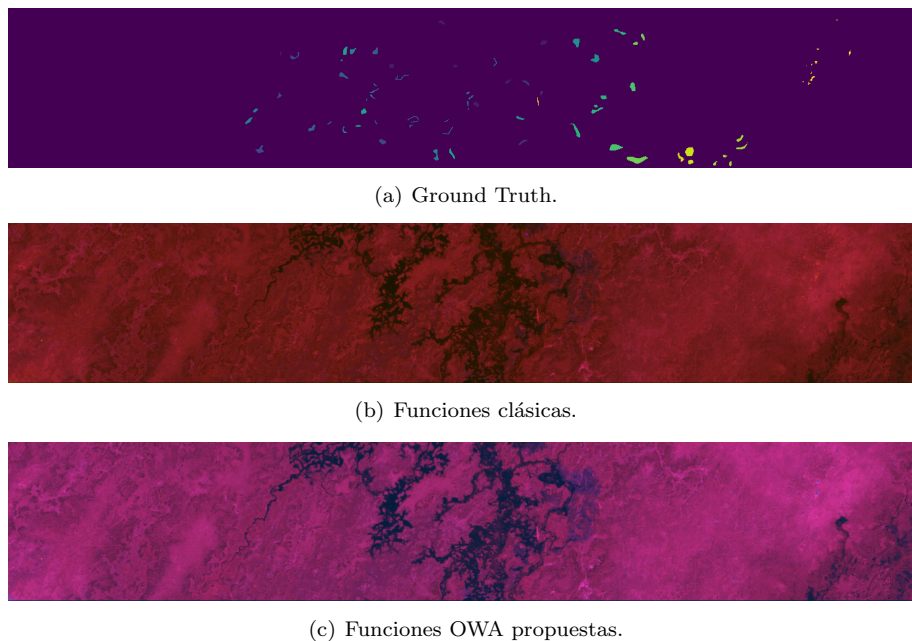 (a) Ground Truth.
(b) Funciones clásicas.
(c) Funciones OWA propuestas.